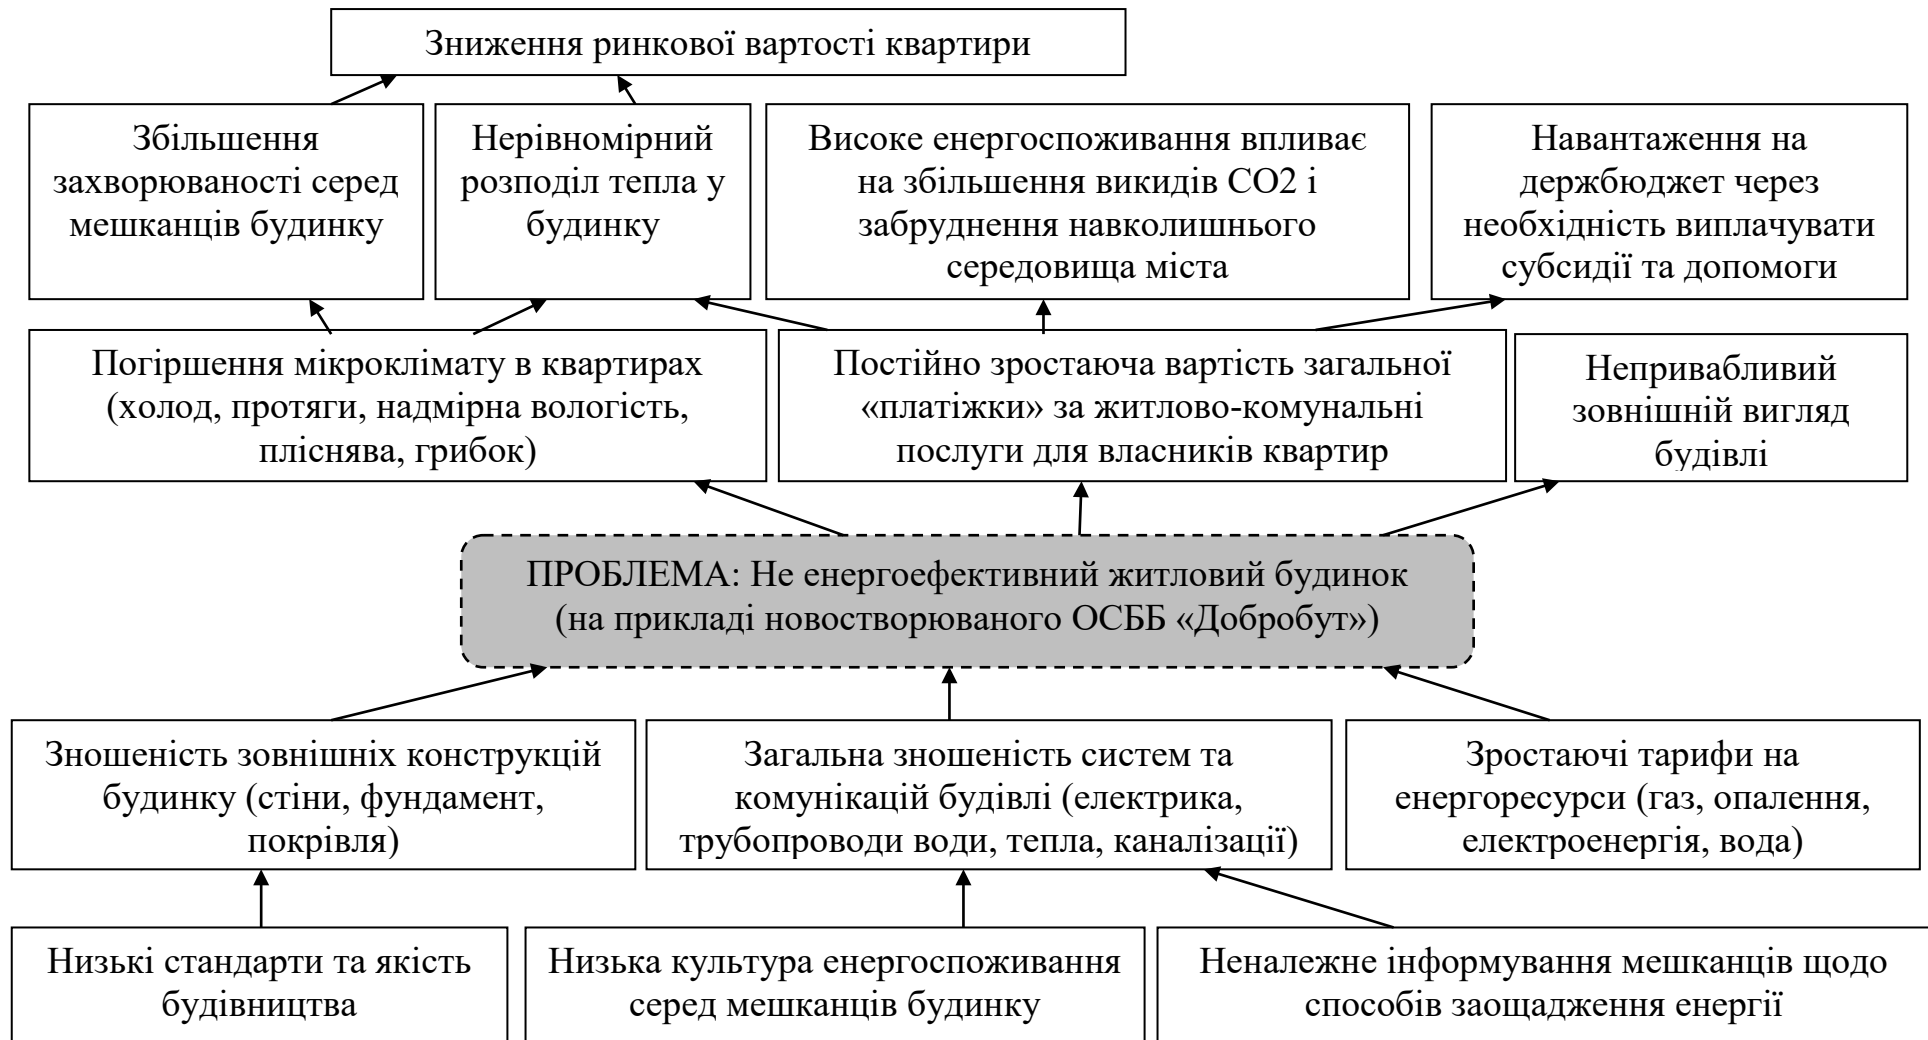 Зниження ринкової вартості квартири
Збільшення
захворюваності серед
мешканців будинку
Нерівномірний
розподіл тепла у
будинку
Високе енергоспоживання впливає
на збільшення викидів СО2 і
забруднення навколишнього
середовища міста
Навантаження на
держбюджет через
необхідність виплачувати
субсидії та допомоги
Погіршення мікроклімату в квартирах
(холод, протяги, надмірна вологість,
пліснява, грибок)
Постійно зростаюча вартість загальної
«платіжки» за житлово-комунальні
послуги для власників квартир
Непривабливий
зовнішній вигляд
будівлі
ПРОБЛЕМА: Не енергоефективний житловий будинок
(на прикладі новостворюваного ОСББ «Добробут»)
Зношеність зовнішніх конструкцій
будинку (стіни, фундамент,
покрівля)
Загальна зношеність систем та
комунікацій будівлі (електрика,
трубопроводи води, тепла, каналізації)
Зростаючі тарифи на
енергоресурси (газ, опалення,
електроенергія, вода)
Низькі стандарти та якість
будівництва
Низька культура енергоспоживання
серед мешканців будинку
Неналежне інформування мешканців щодо
способів заощадження енергії